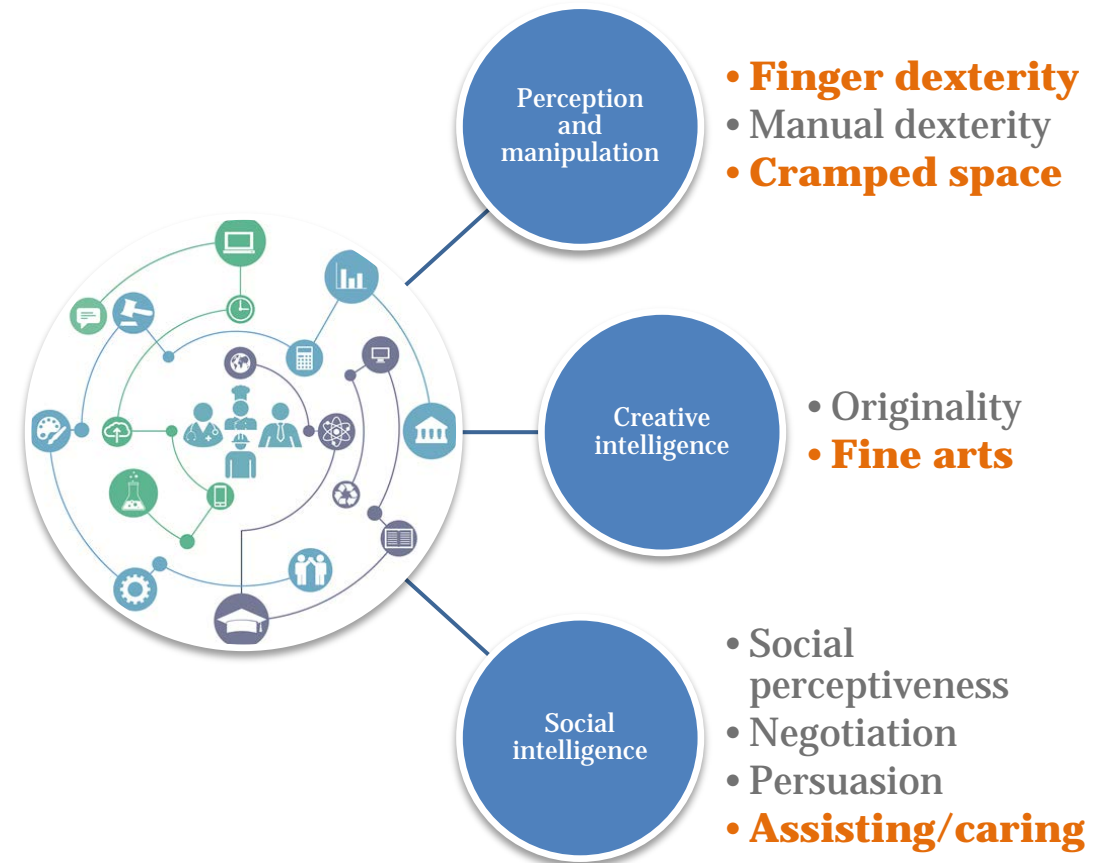 Perception
and
manipulation
• Finger dexterity
• Manual dexterity
• Cramped space
Creative
intelligence
• Originality
• Fine arts
Social
intelligence
• Social
perceptiveness
• Negotiation
• Persuasion
• Assisting/caring